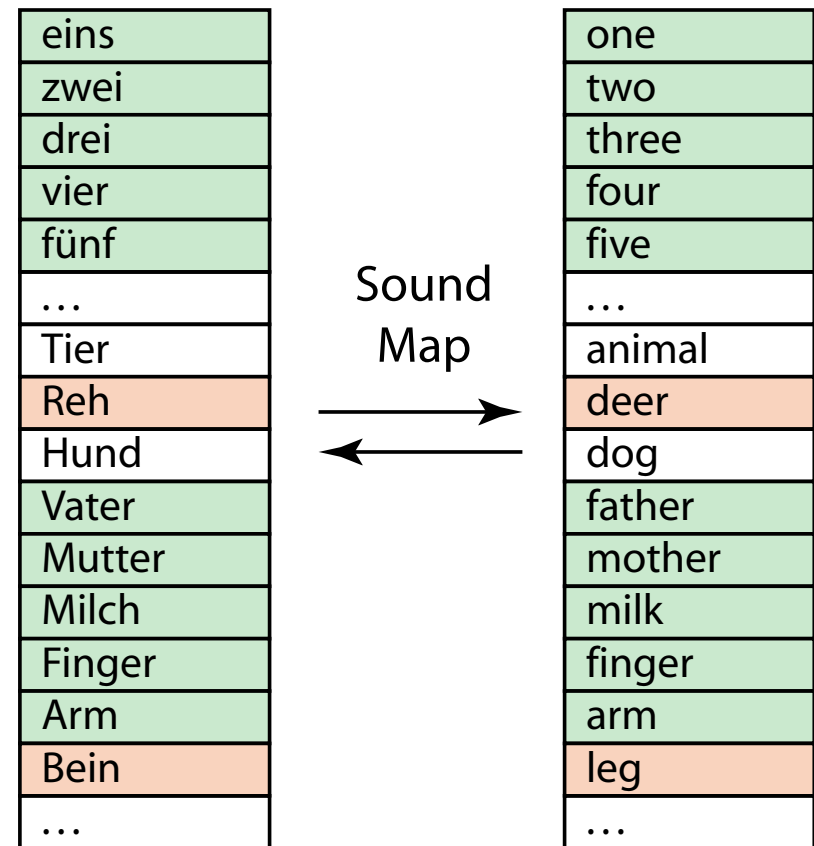 eins
zwei
drei
vier
fünf
…
Tier
Reh
Hund
Vater
Mutter
Milch
Finger
Arm
Bein
…
Sound
Map
one
two
three
four
five
…
animal
deer
dog
father
mother
milk
finger
arm
leg
…